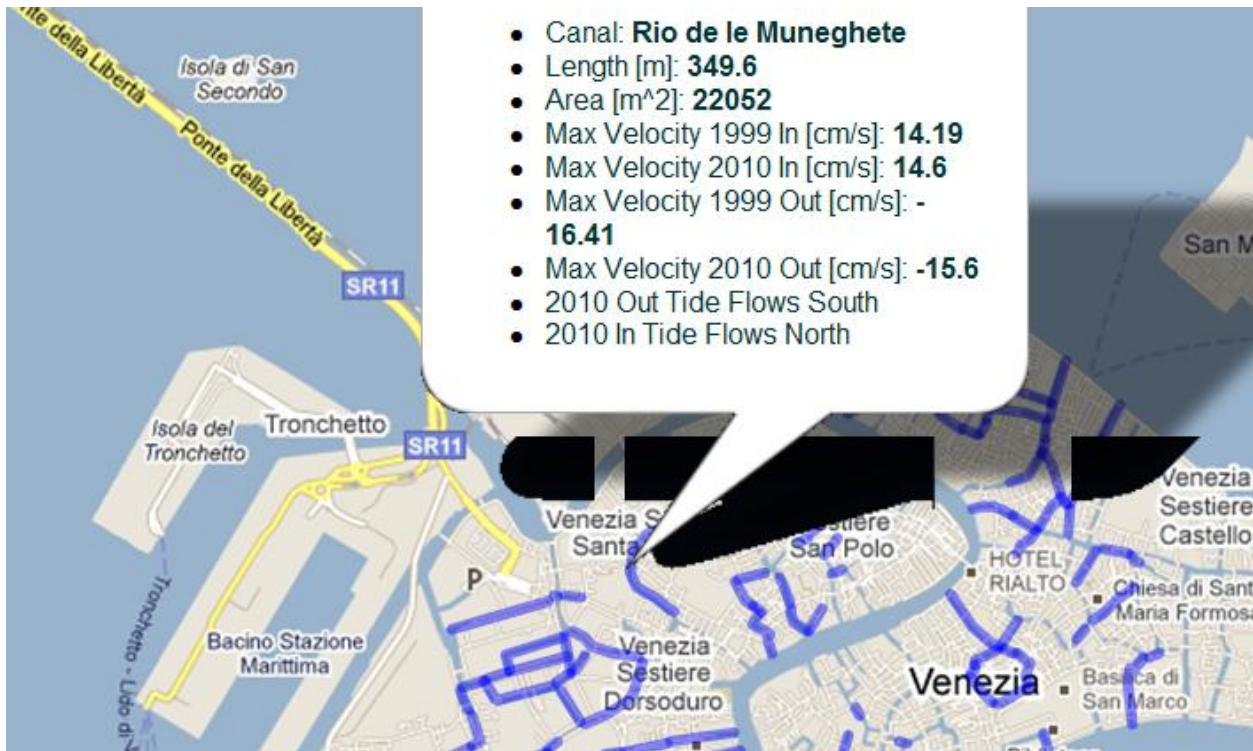 • Canal: Rio de le Muneghete
• Length [m]: 349.6
• Area [m^2]: 22052
• Max Velocity 1999 In [cm/s]: 14.19
• Max Velocity 2010 In [cm/s]: 14.6
• Max Velocity 1999 Out [cm/s]: -
16.41
• Max Velocity 2010 Out [cm/s]: -15.6
• 2010 Out Tide Flows South
• 2010 In Tide Flows North
della Libertà
Isola di San
Secondo
Ponte della Libertà
SR11
San M
Isola del
Tronchetto
Tronchetto
SR11
Venezia S
Santa
stiere
San Polo
Venezia
Sestiere
Castello
HOTEL
RIALTO
P
Chiesa di Sant
Maria Formosa
Tronchetto - Lido di
Bacino Stazione
Marittima
Venezia
Sestiere
Dorsoduro
Venezia
Basilica di
San Marco